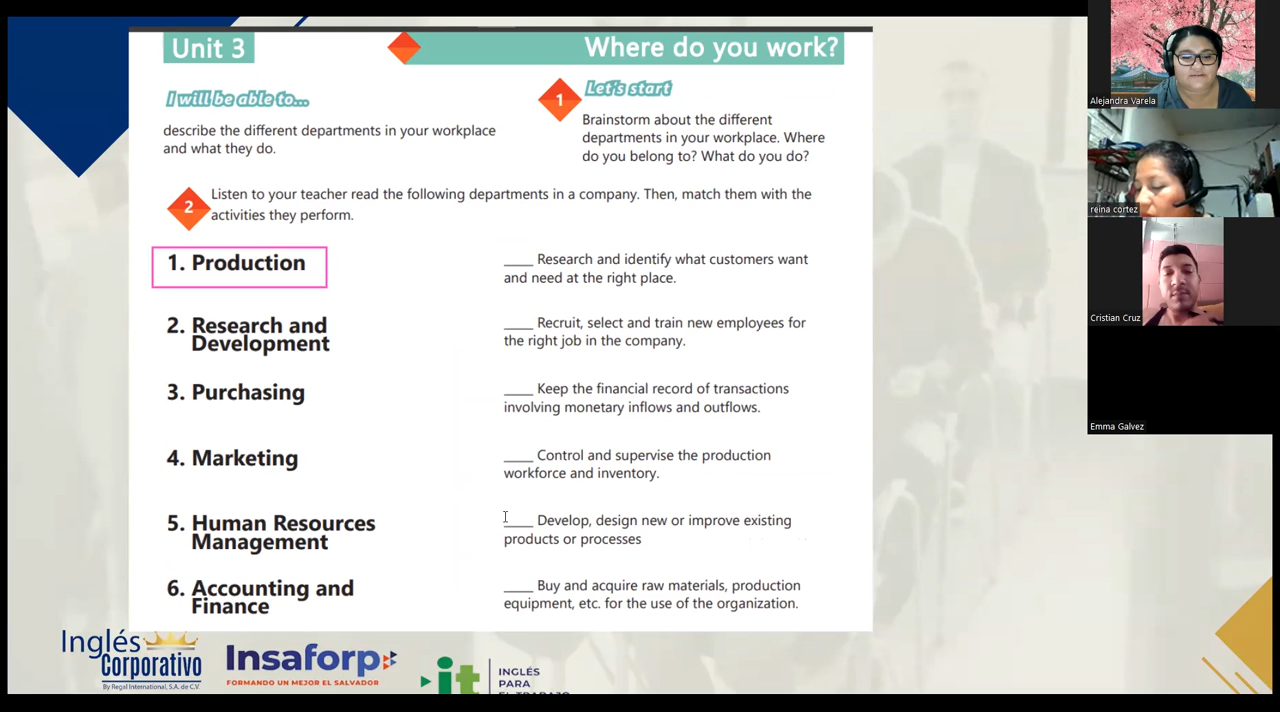 Unit 3
Where do you work?
I will be able to...
describe the different departments in your workplace
and what they do.
1
Let's start
Brainstorm about the different
departments in your workplace. Where
do you belong to? What do you do?
2
Listen to your teacher read the following departments in a company. Then, match them with the
activities they perform.
1. Production
____ Research and identify what customers want
and need at the right place.
2. Research and
Development
____ Recruit, select and train new employees for
the right job in the company.
3. Purchasing
____ Keep the financial record of transactions
involving monetary inflows and outflows.
4. Marketing
____ Control and supervise the production
workforce and inventory.
5. Human Resources
Management
____ Develop, design new or improve existing
products or processes
6. Accounting and
Finance
____ Buy and acquire raw materials, production
equipment, etc. for the use of the organization.
Inglés
Corporativo
By Regal International, S.A. de C.V.
Insaforp
FORMANDO UN MEJOR EL SALVADOR
it
INGLÉS
PARA
EL TRABAJO
Alejandra Varela
reina cortez
Cristian Cruz
Emma Galvez